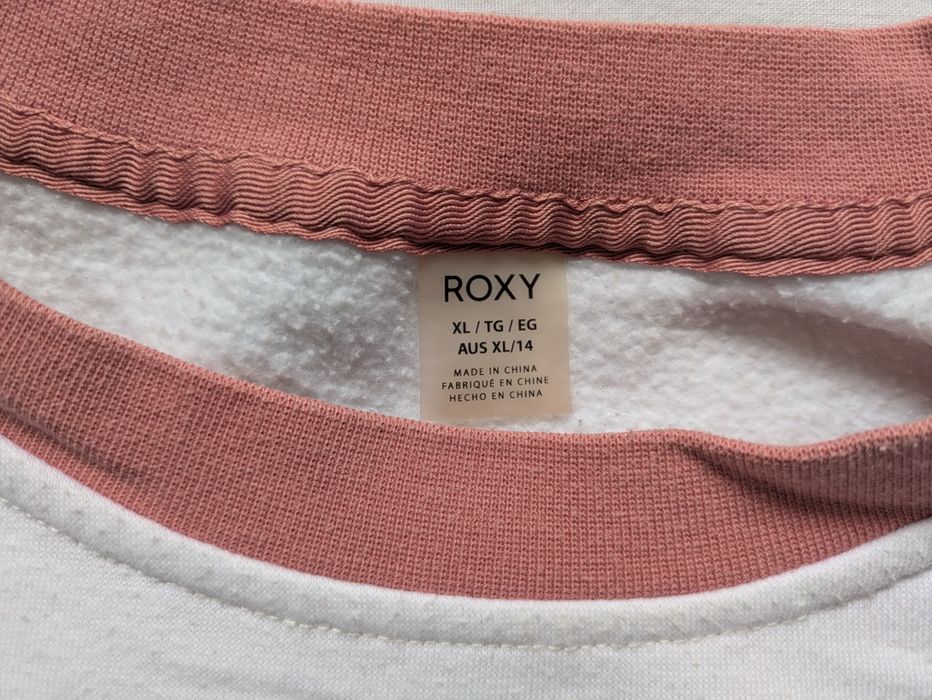 ROXY
XL / TG / EG
AUS XL/14
MADE IN CHINA
FABRIQUÉ EN CHINE
HECHO EN CHINA